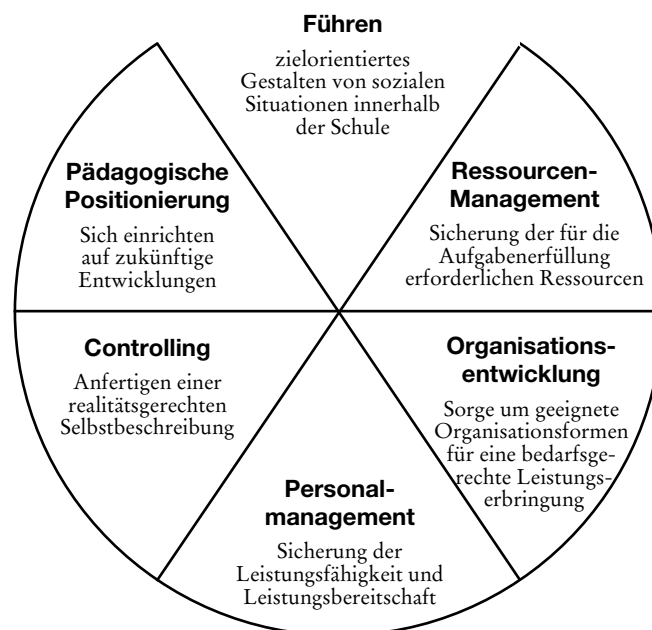 Führen
zielorientiertes
Gestalten von sozialen
Situationen innerhalb
der Schule
Pädagogische
Positionierung
Sich einrichten
auf zukünftige
Entwicklungen
Ressourcen-
Management
Sicherung der für die
Aufgabenerfüllung
erforderlichen Ressourcen
Controlling
Anfertigen einer
realitätsgerechten
Selbstbeschreibung
Organisations-
entwicklung
Sorge um geeignete
Organisationsformen
für eine bedarfsge-
rechte Leistungs-
erbringung
Personal-
management
Sicherung der
Leistungsfähigkeit und
Leistungsbereitschaft